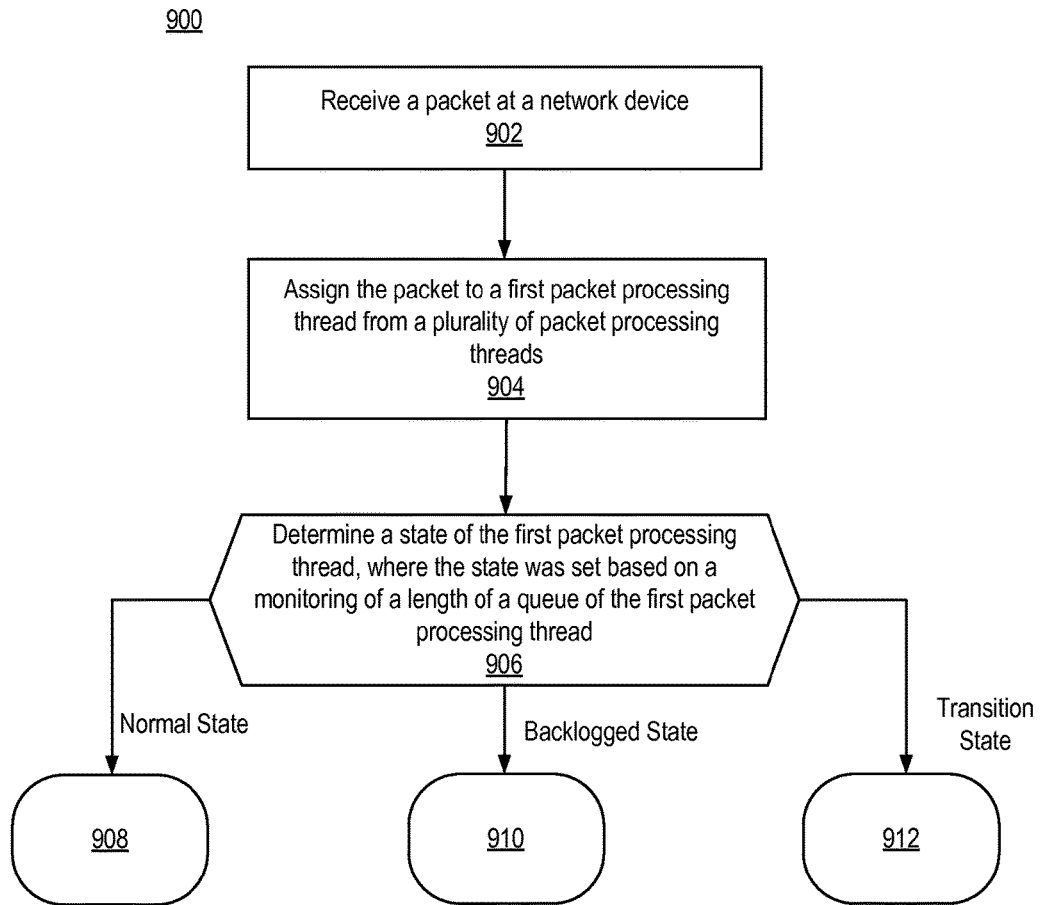 900
Receive a packet at a network device
902
Assign the packet to a first packet processing
thread from a plurality of packet processing
threads
904
Determine a state of the first packet processing
thread, where the state was set based on a
monitoring of a length of a queue of the first packet
processing thread
906
Normal State
Backlogged State
Transition
State
908
910
912